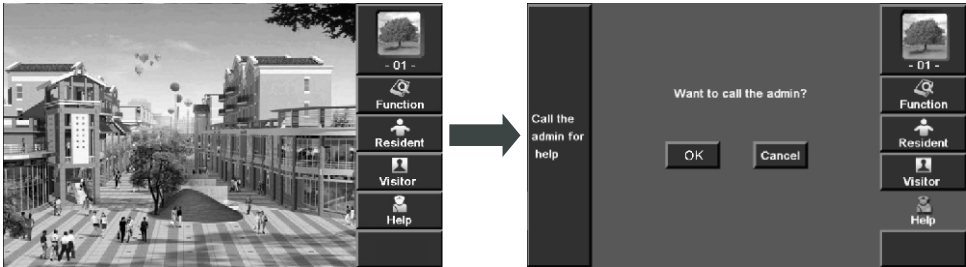 - 01 -
Function
Resident
Visitor
Help
Call the
admin for
help
Want to call the admin?
OK
Cancel
- 01 -
Function
Resident
Visitor
Help